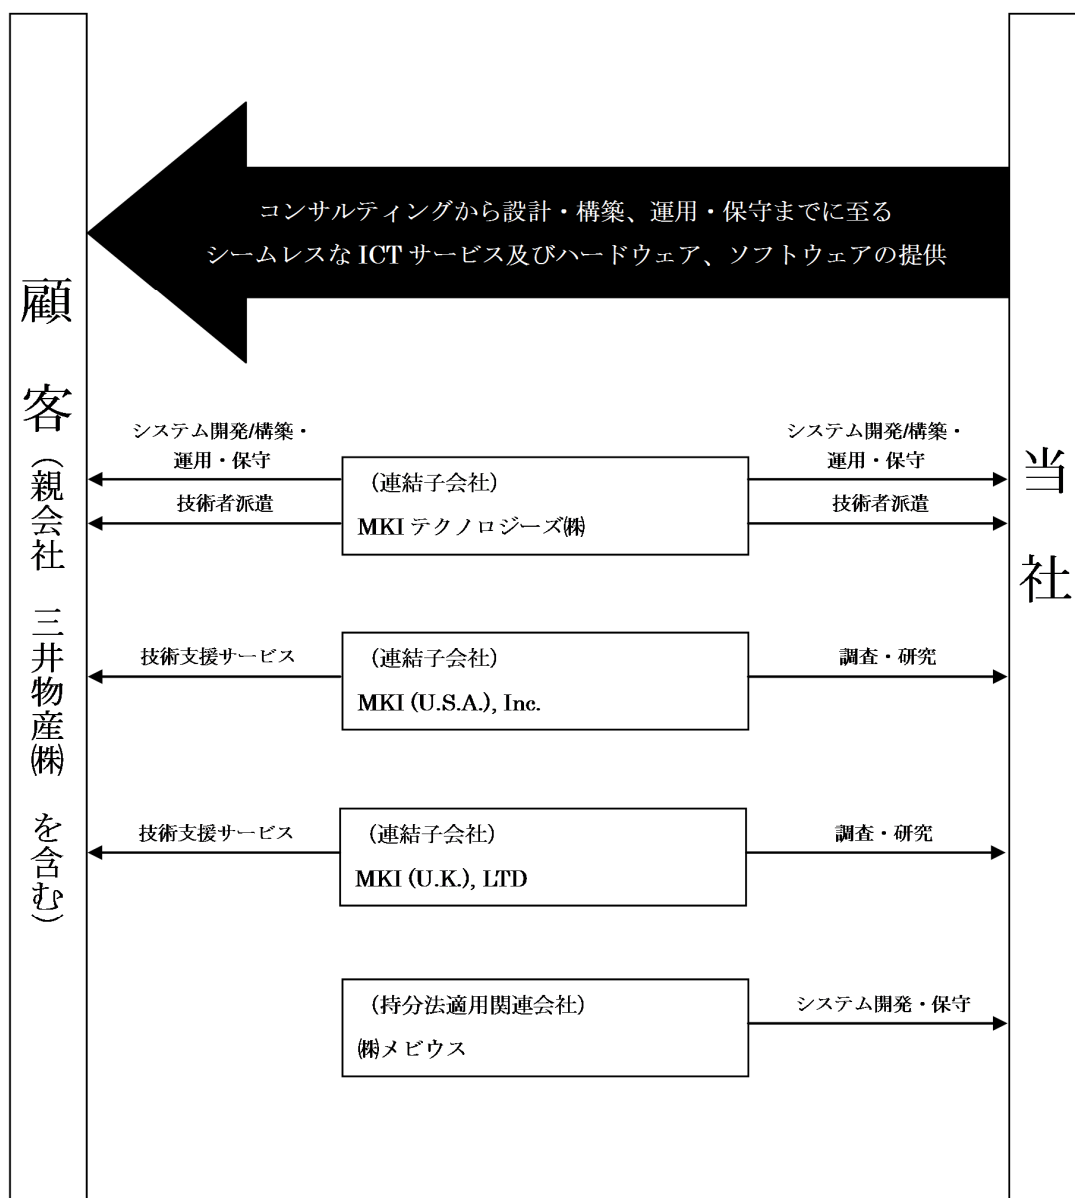 コンサルティングから設計・構築、運用・保守までに至る
シームレスな ICT サービス及びハードウェア、ソフトウェアの提供
顧客(親会社 三井物産㈱ を含む)
当社
システム開発/構築・
運用・保守
技術者派遣
(連結子会社)
MKI テクノロジーズ㈱
システム開発/構築・
運用・保守
技術者派遣
技術支援サービス
(連結子会社)
MKI (U.S.A.), Inc.
調査・研究
技術支援サービス
(連結子会社)
MKI (U.K.), LTD
調査・研究
(持分法適用関連会社)
㈱メビウス
システム開発・保守